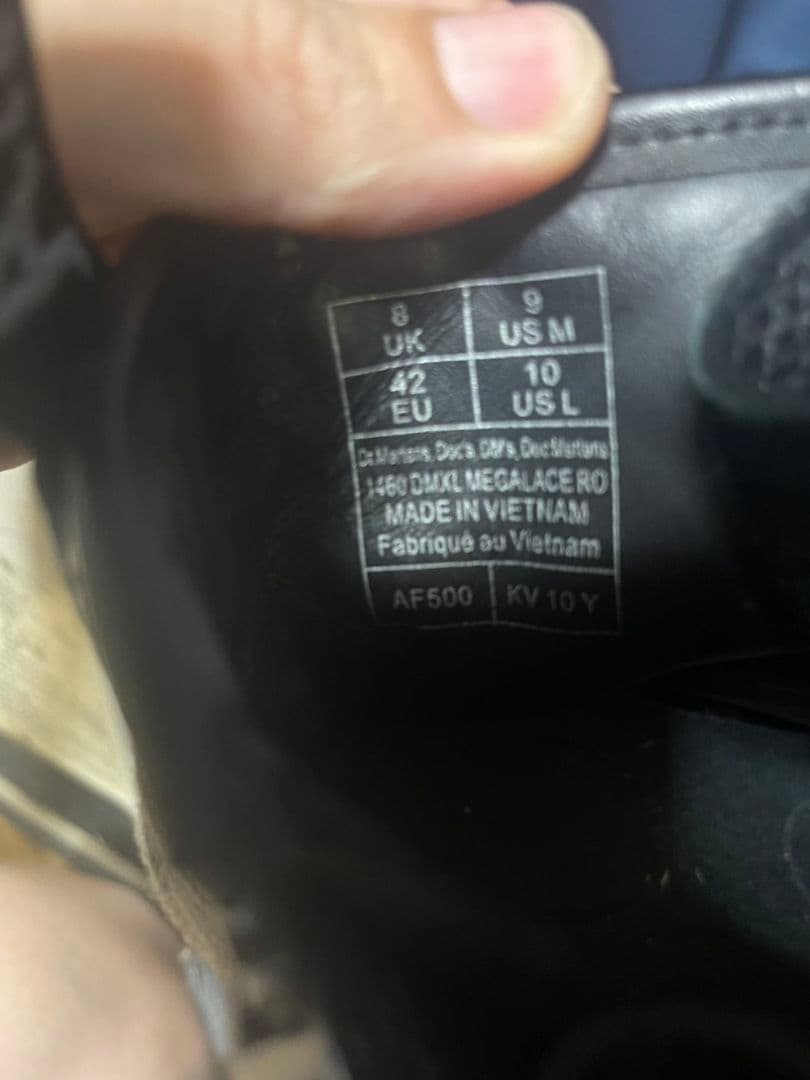 8
UK
9
US M
42
EU
10
US L
Dr.Martens, Doc's, DM's, Doc Martens
1460 DMXL MEGALACE RO
MADE IN VIETNAM
Fabriqué au Vietnam
AF500
KV 10 Y